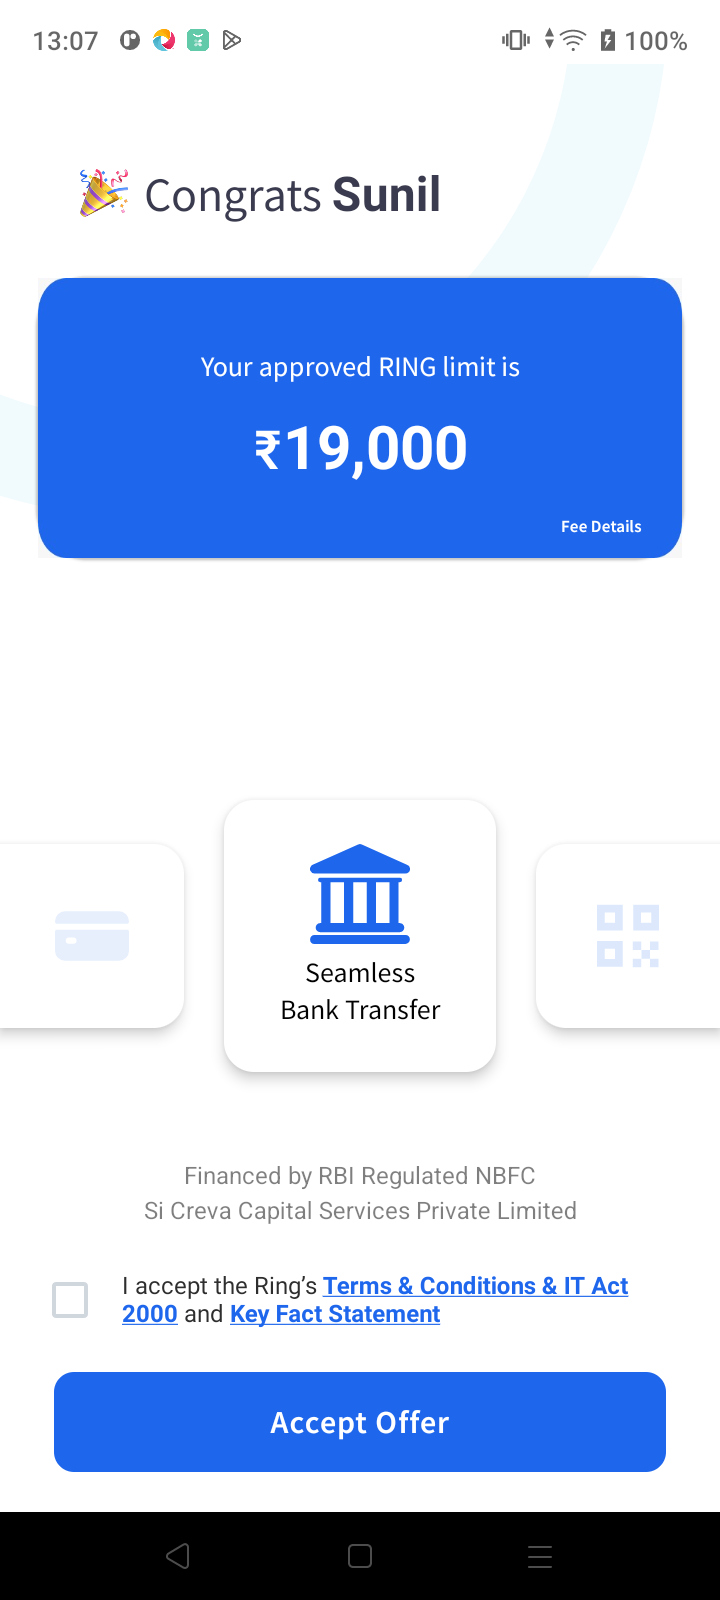 13:07
100%
Congrats Sunil
Your approved RING limit is
₹19,000
Fee Details
Seamless
Bank Transfer
Financed by RBI Regulated NBFC
Si Creva Capital Services Private Limited
I accept the Ring’s Terms & Conditions & IT Act
2000 and Key Fact Statement
Accept Offer